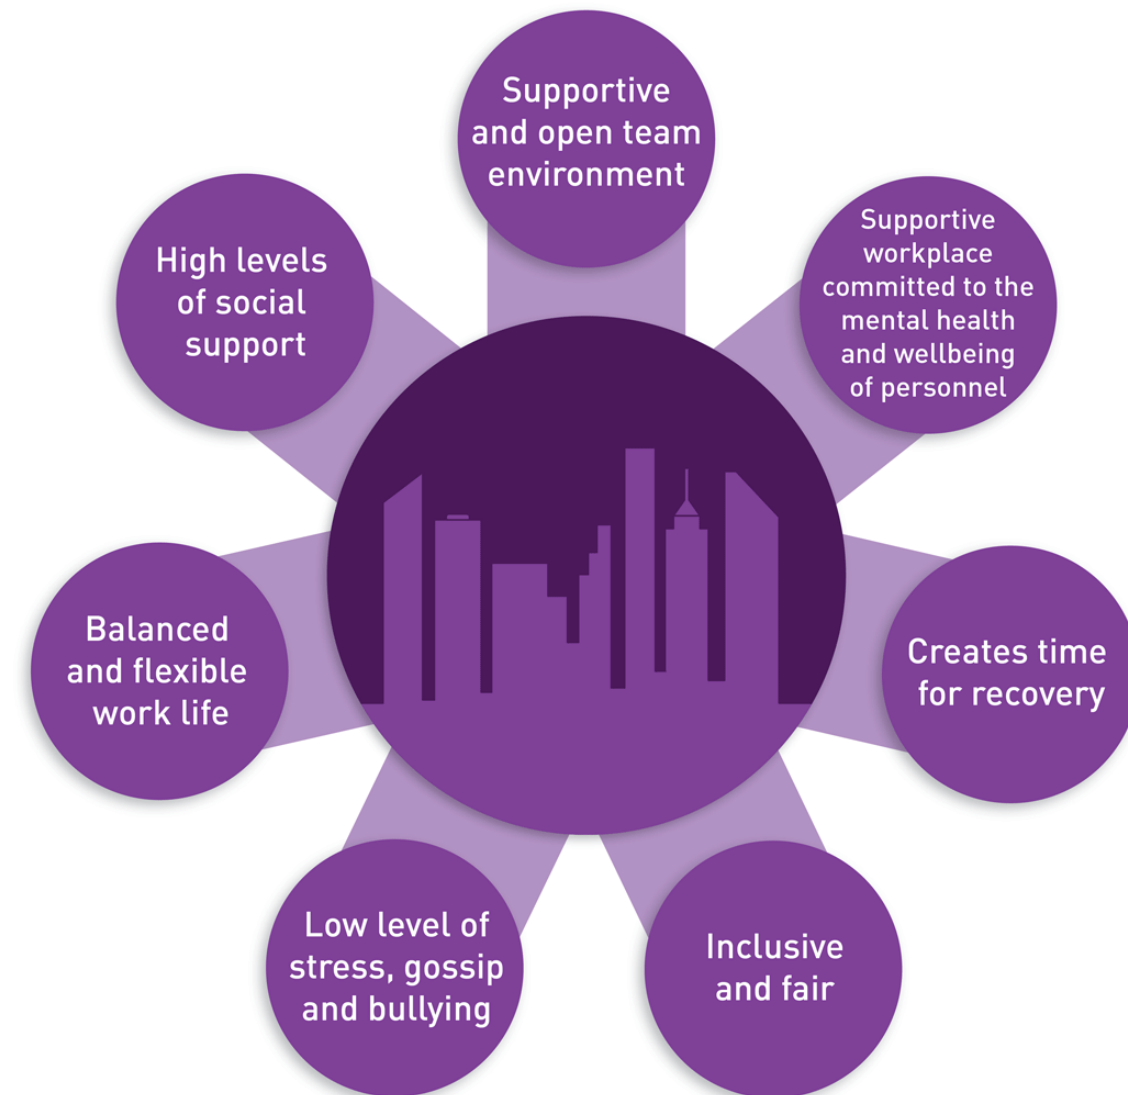 Supportive
and open team
environment
Supportive
workplace
committed to the
mental health
and wellbeing
of personnel
Creates time
for recovery
Inclusive
and fair
Low level of
stress, gossip
and bullying
Balanced
and flexible
work life
High levels
of social
support